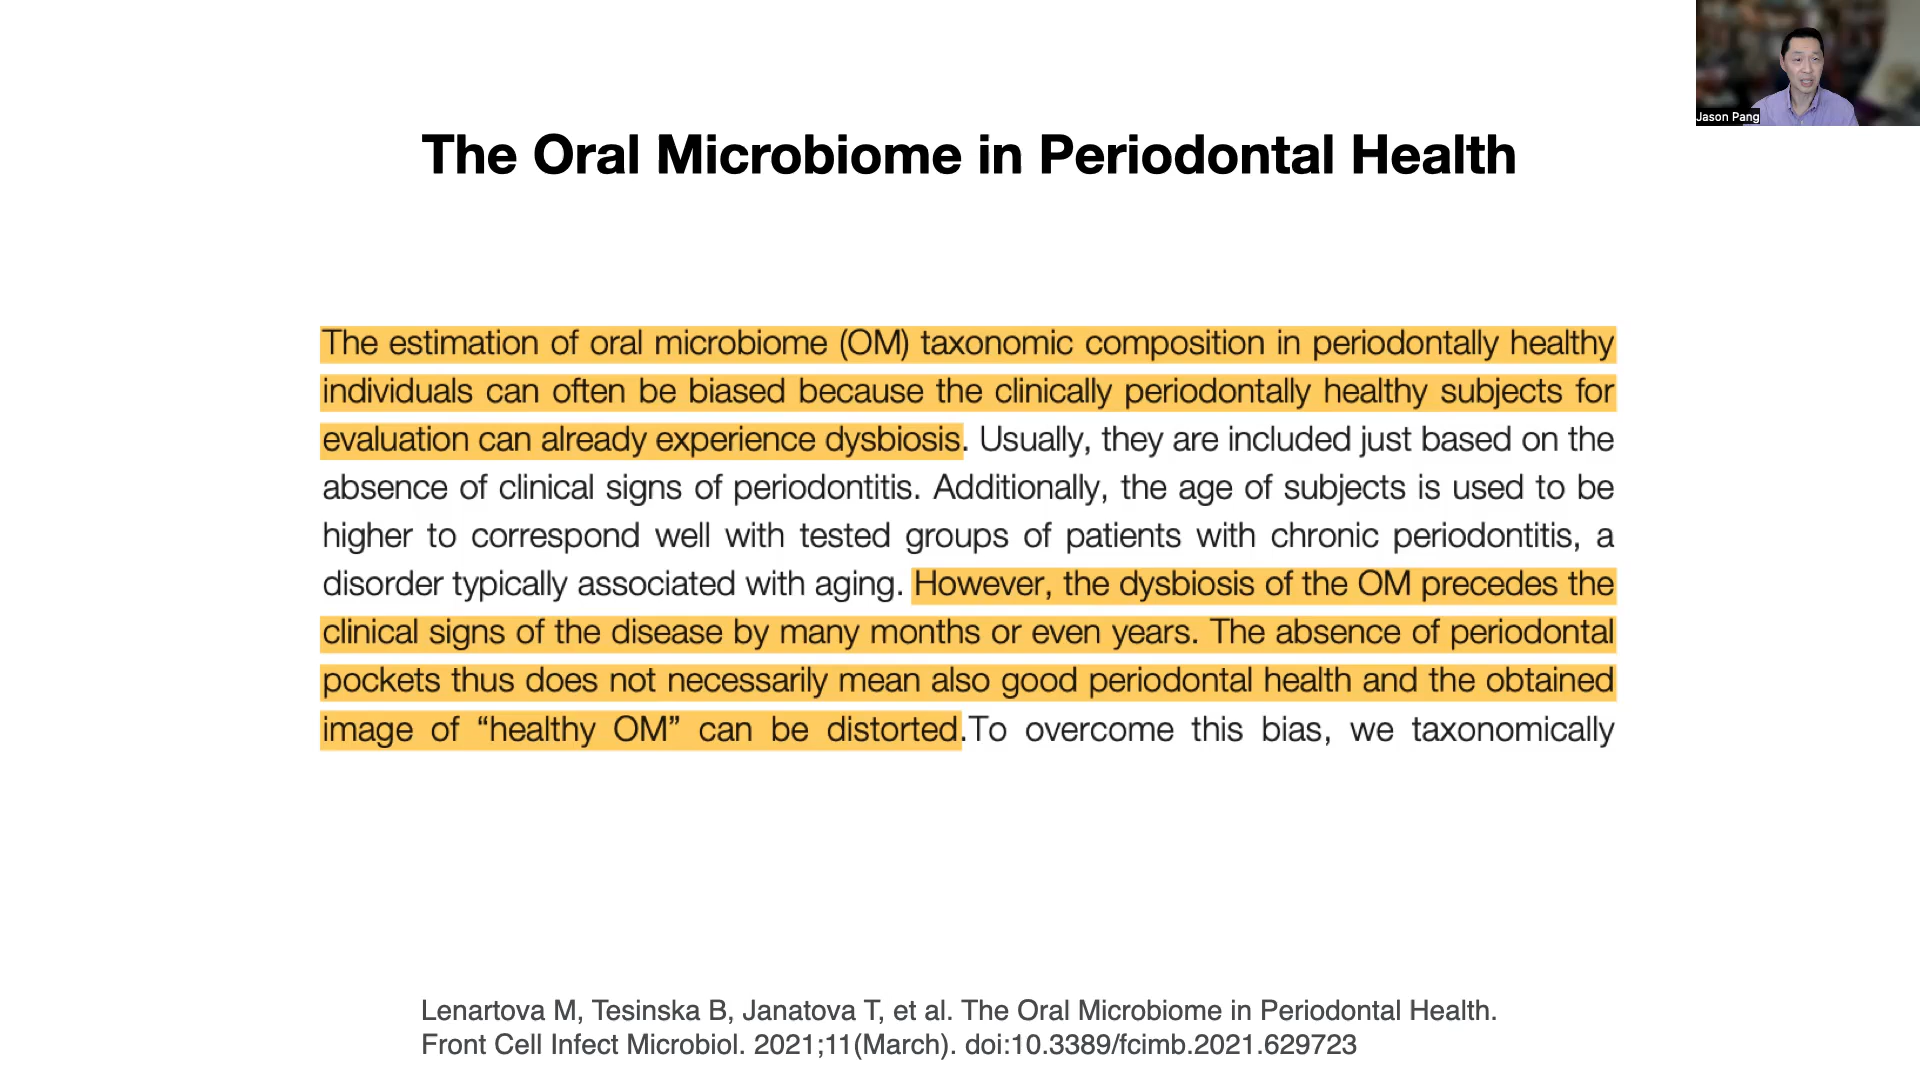 Jason Pang
The Oral Microbiome in Periodontal Health
The estimation of oral microbiome (OM) taxonomic composition in periodontally healthy
individuals can often be biased because the clinically periodontally healthy subjects for
evaluation can already experience dysbiosis. Usually, they are included just based on the
absence of clinical signs of periodontitis. Additionally, the age of subjects is used to be
higher to correspond well with tested groups of patients with chronic periodontitis, a
disorder typically associated with aging. However, the dysbiosis of the OM precedes the
clinical signs of the disease by many months or even years. The absence of periodontal
pockets thus does not necessarily mean also good periodontal health and the obtained
image of “healthy OM” can be distorted.To overcome this bias, we taxonomically
Lenartova M, Tesinska B, Janatova T, et al. The Oral Microbiome in Periodontal Health.
Front Cell Infect Microbiol. 2021;11(March). doi:10.3389/fcimb.2021.629723